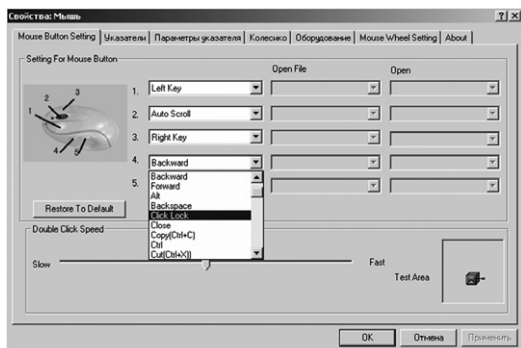 Свойства: Мышь
Mouse Button Setting Указатели Параметры указателя Колесико Оборудование Mouse Wheel Setting About
Setting For Mouse Button
Open File Open
1. Left Key
2. Auto Scroll
3. Right Key
4. Backward
5.
Backward
Forward
Alt
Backspace
Click Lock
Close
Copy(Ctrl+C)
Ctrl
Cut(Ctrl+X))
1
2
3
4
5
Restore To Default
Double Click Speed
Slow Fast
Test Area
OK Отмена Применить